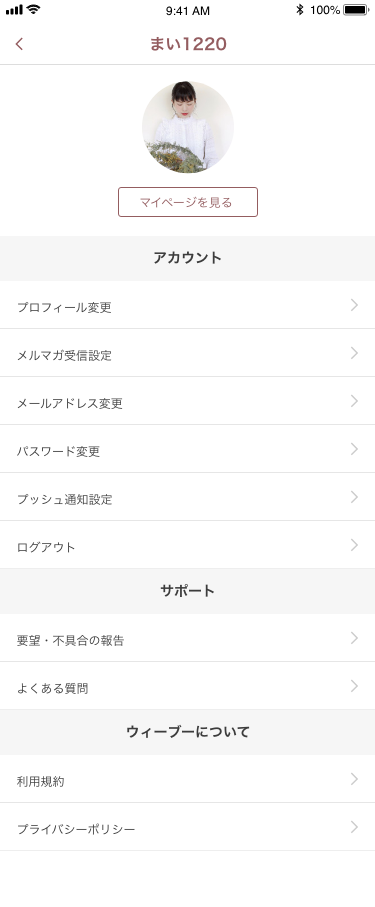 9:41 AM 100%
まい1220
マイページを見る
アカウント
プロフィール変更
メルマガ受信設定
メールアドレス変更
パスワード変更
プッシュ通知設定
ログアウト
サポート
要望・不具合の報告
よくある質問
ウィーブーについて
利用規約
プライバシーポリシー